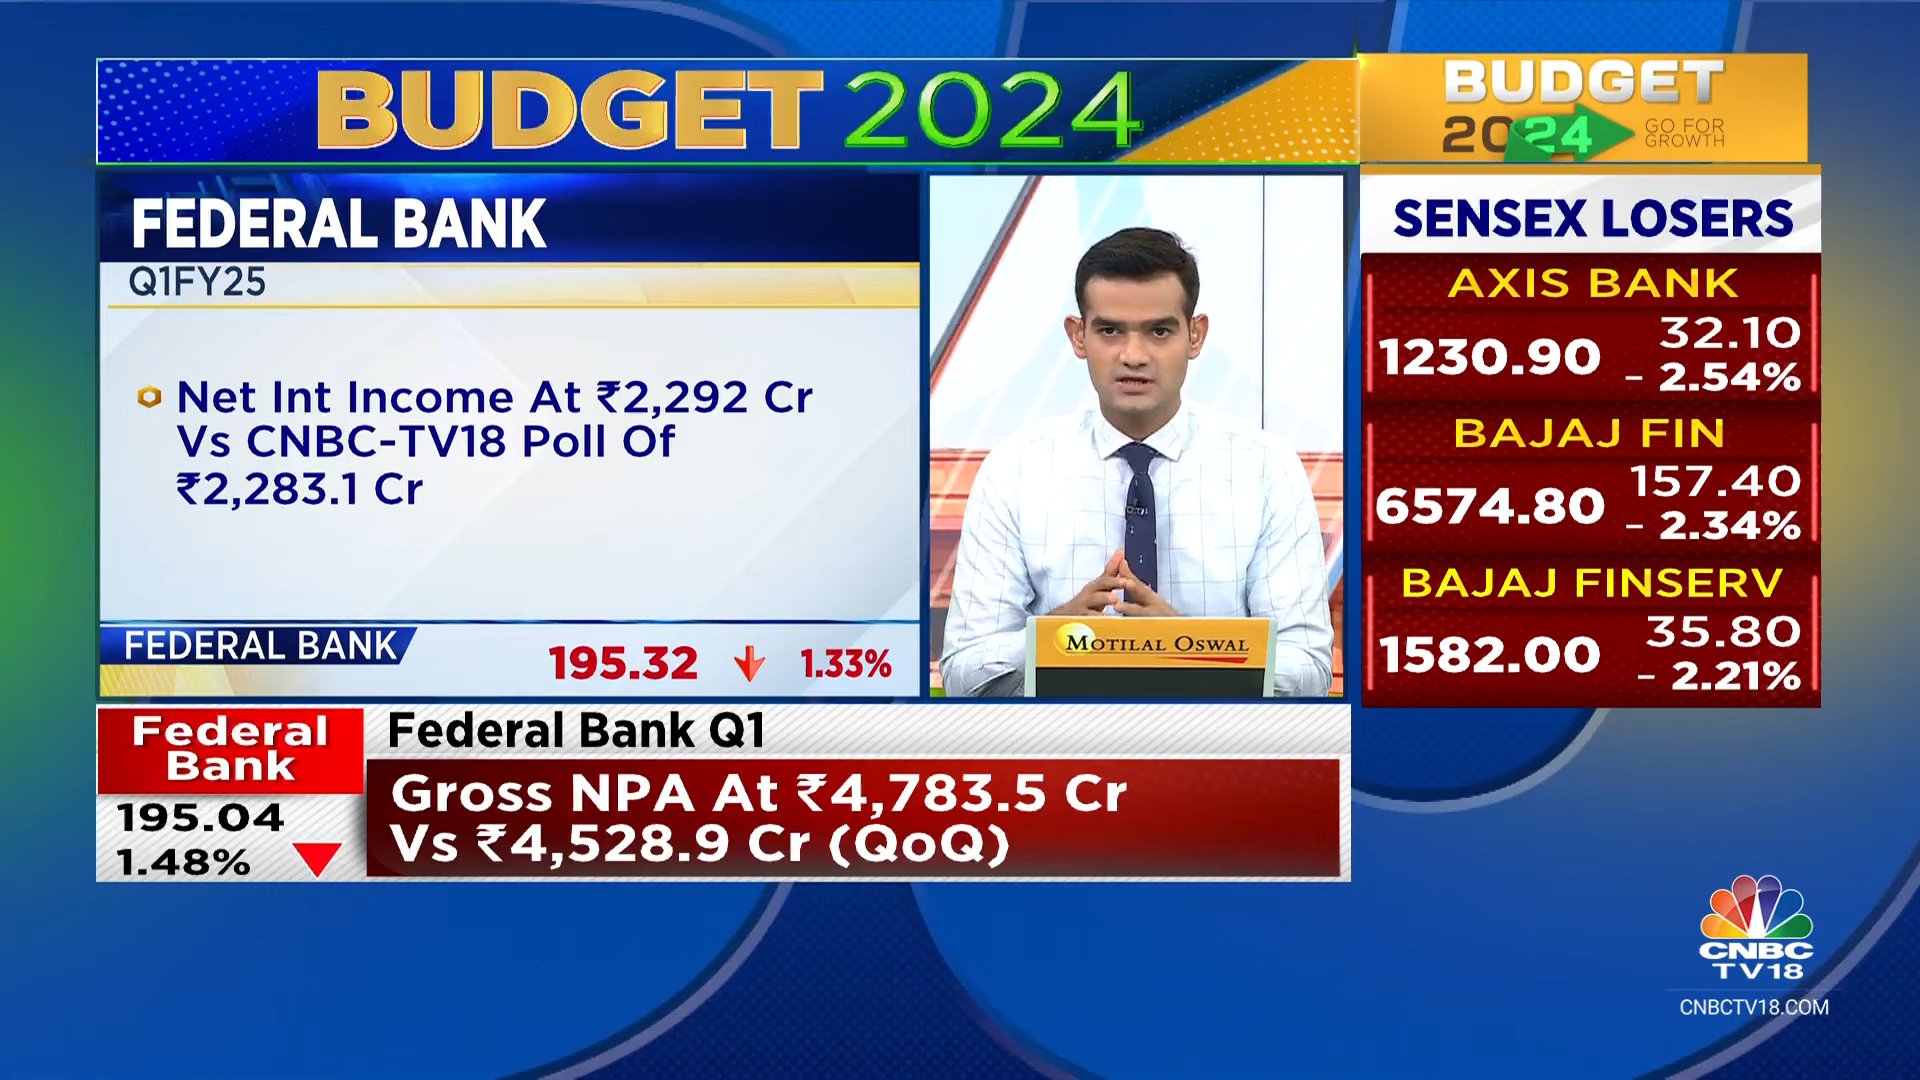 BUDGET 2024
BUDGET
2024 GO FOR
GROWTH
FEDERAL BANK
Q1FY25
Net Int Income At ₹2,292 Cr
Vs CNBC-TV18 Poll Of
₹2,283.1 Cr
FEDERAL BANK 195.32 1.33%
MOTILAL OSWAL
SENSEX LOSERS
AXIS BANK
1230.90 32.10
- 2.54%
BAJAJ FIN
6574.80 157.40
- 2.34%
BAJAJ FINSERV
1582.00 35.80
- 2.21%
Federal
Bank
195.04
1.48%
Federal Bank Q1
Gross NPA At ₹4,783.5 Cr
Vs ₹4,528.9 Cr (QoQ)
CNBC
TV18
CNBCTV18.COM